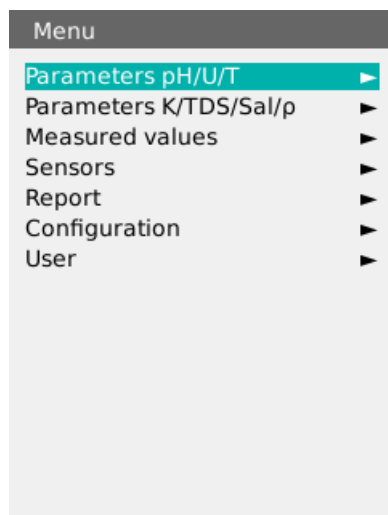 Menu
Parameters pH/U/T
Parameters K/TDS/Sal/ρ
Measured values
Sensors
Report
Configuration
User